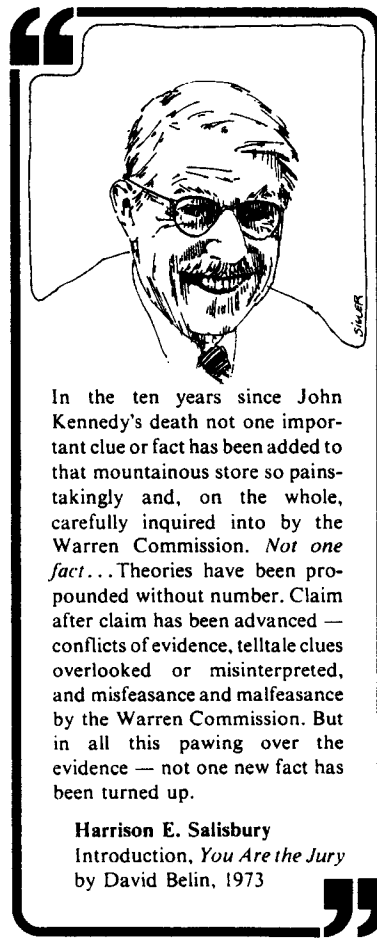 “
SIGLER
In the ten years since John
Kennedy's death not one impor-
tant clue or fact has been added to
that mountainous store so pains-
takingly and, on the whole,
carefully inquired into by the
Warren Commission. Not one
fact... Theories have been pro-
pounded without number. Claim
after claim has been advanced —
conflicts of evidence, telltale clues
overlooked or misinterpreted,
and misfeasance and malfeasance
by the Warren Commission. But
in all this pawing over the
evidence — not one new fact has
been turned up.
Harrison E. Salisbury
Introduction, You Are the Jury
by David Belin, 1973
”